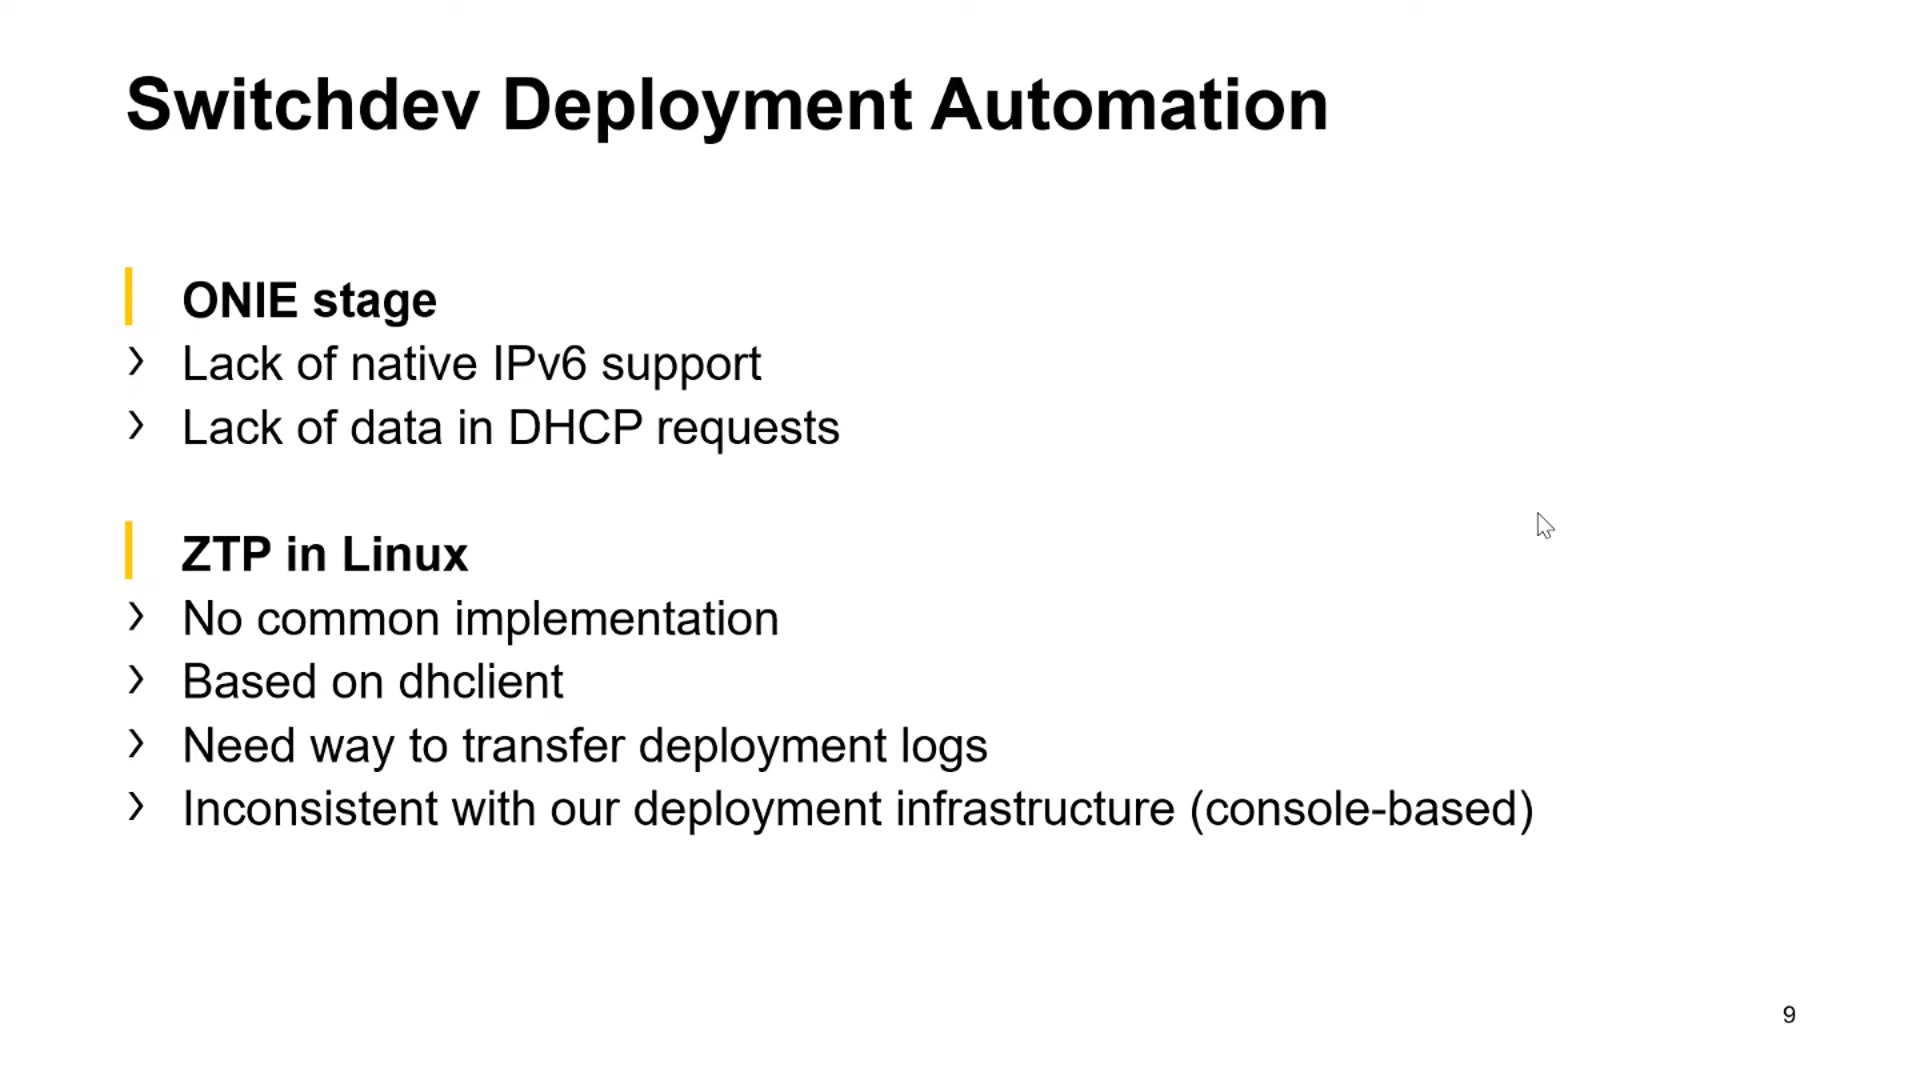 Switchdev Deployment Automation
ONIE stage
› Lack of native IPv6 support
› Lack of data in DHCP requests
ZTP in Linux
› No common implementation
› Based on dhclient
› Need way to transfer deployment logs
› Inconsistent with our deployment infrastructure (console-based)
9